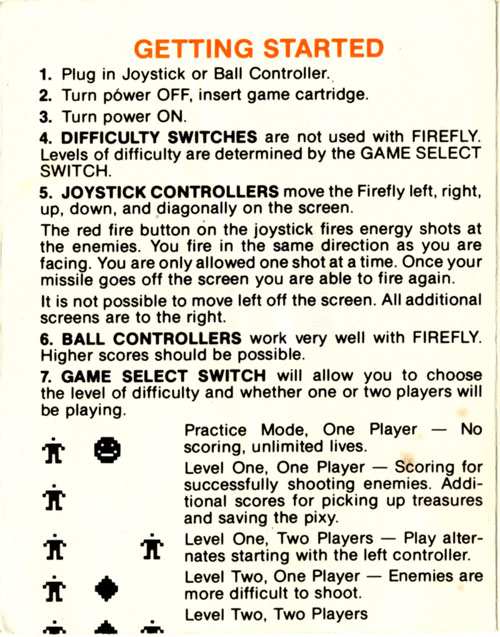 GETTING STARTED
1. Plug in Joystick or Ball Controller.
2. Turn power OFF, insert game cartridge.
3. Turn power ON.
4. DIFFICULTY SWITCHES are not used with FIREFLY.
Levels of difficulty are determined by the GAME SELECT
SWITCH.
5. JOYSTICK CONTROLLERS move the Firefly left, right,
up, down, and diagonally on the screen.
The red fire button on the joystick fires energy shots at
the enemies. You fire in the same direction as you are
facing. You are only allowed one shot at a time. Once your
missile goes off the screen you are able to fire again.
It is not possible to move left off the screen. All additional
screens are to the right.
6. BALL CONTROLLERS work very well with FIREFLY.
Higher scores should be possible.
7. GAME SELECT SWITCH will allow you to choose
the level of difficulty and whether one or two players will
be playing.
Practice Mode, One Player — No
scoring, unlimited lives.
Level One, One Player — Scoring for
successfully shooting enemies. Addi-
tional scores for picking up treasures
and saving the pixy.
Level One, Two Players — Play alter-
nates starting with the left controller.
Level Two, One Player — Enemies are
more difficult to shoot.
Level Two, Two Players